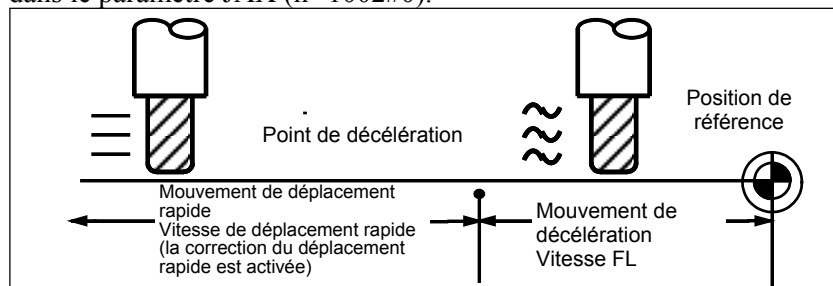 dans le paramètre JAX (n° 1002#0).
Point de décélération
Position de
référence
Mouvement de déplacement
rapide
Vitesse de déplacement rapide
(la correction du déplacement
rapide est activée)
Mouvement de
décélération
Vitesse FL